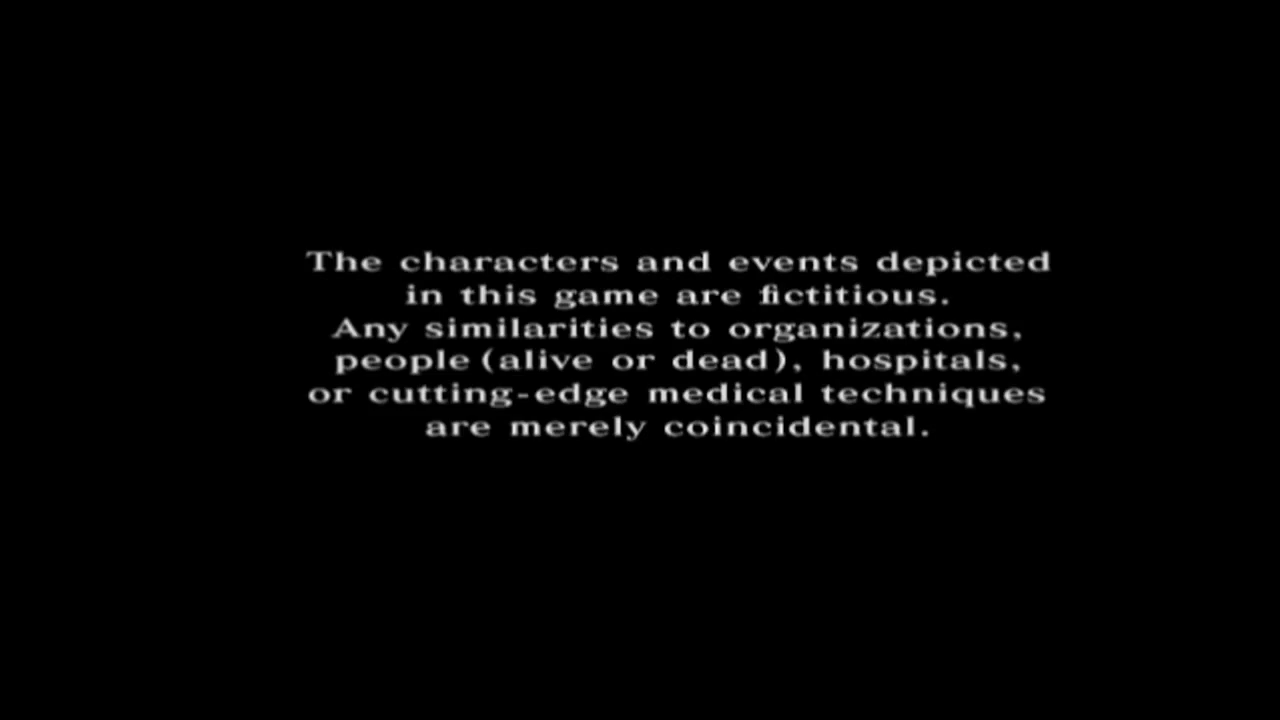 The characters and events depicted
in this game are fictitious.
Any similarities to organizations,
people (alive or dead), hospitals,
or cutting-edge medical techniques
are merely coincidental.